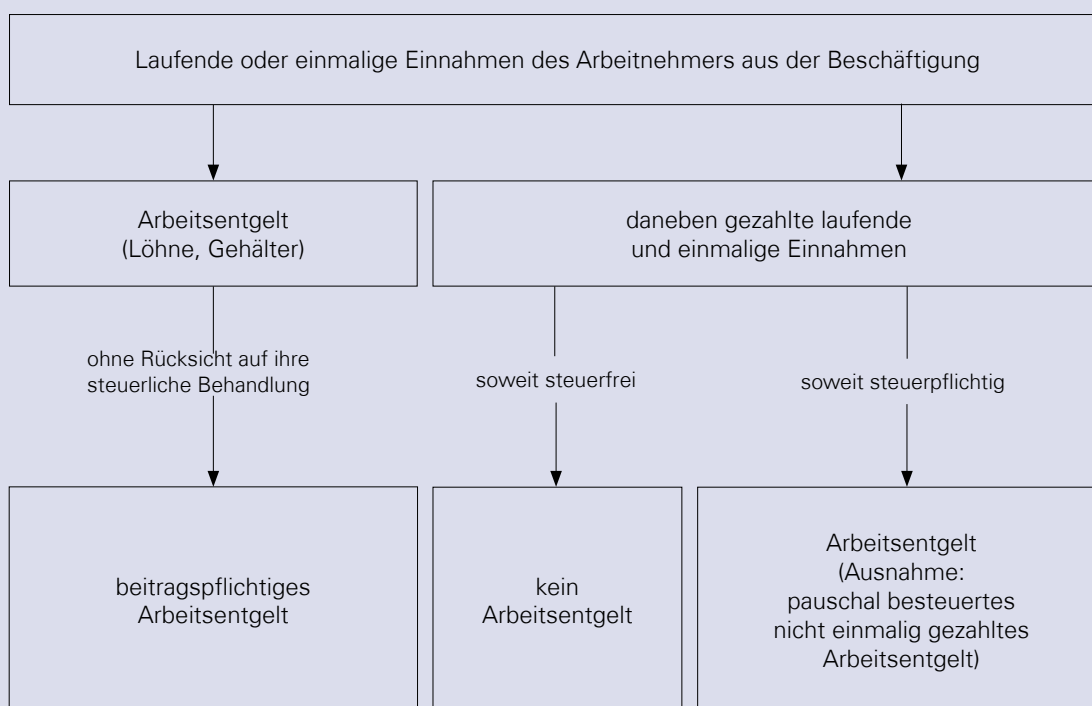 Laufende oder einmalige Einnahmen des Arbeitnehmers aus der Beschäftigung
Arbeitsentgelt
(Löhne, Gehälter)
daneben gezahlte laufende
und einmalige Einnahmen
ohne Rücksicht auf ihre
steuerliche Behandlung
soweit steuerfrei
soweit steuerpflichtig
beitragspflichtiges
Arbeitsentgelt
kein
Arbeitsentgelt
Arbeitsentgelt
(Ausnahme:
pauschal besteuertes
nicht einmalig gezahltes
Arbeitsentgelt)